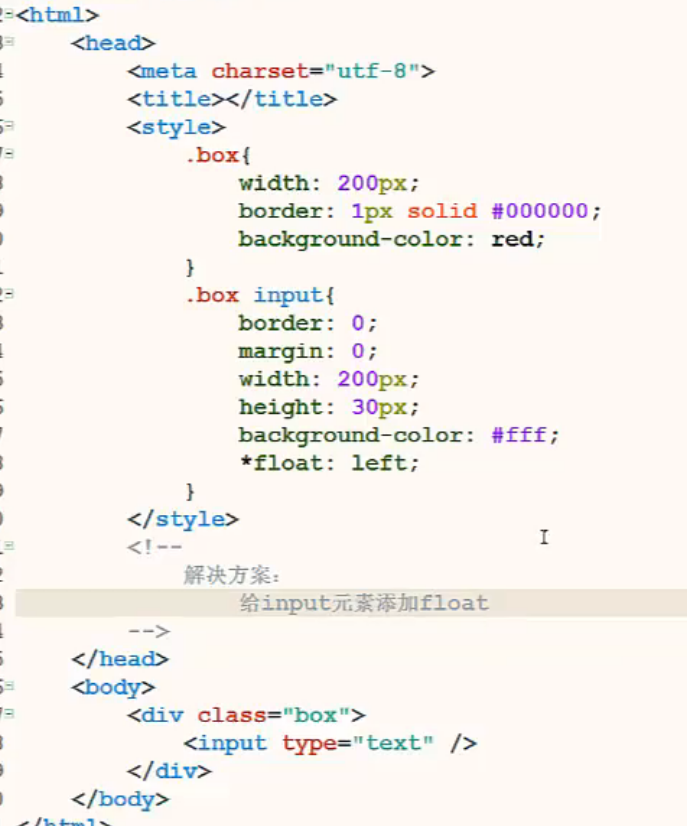 <html>
<head>
<meta charset="utf-8">
<title></title>
<style>
.box{
width: 200px;
border: 1px solid #000000;
background-color: red;
}
.box input{
border: 0;
margin: 0;
width: 200px;
height: 30px;
background-color: #fff;
*float: left;
}
</style>
<!--
解决方案:
给input元素添加float
-->
</head>
<body>
<div class="box">
<input type="text" />
</div>
</body>
</html>